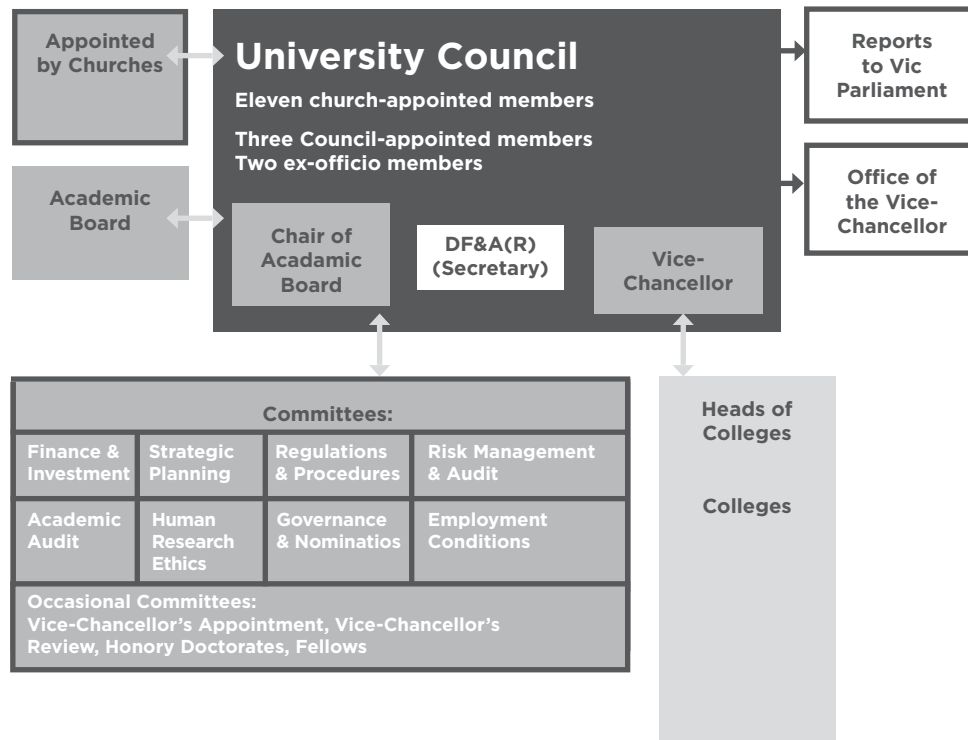 Appointed
by Churches
University Council
Eleven church-appointed members
Three Council-appointed members
Two ex-officio members
Reports
to Vic
Parliament
Academic
Board
Office of
the Vice-
Chancellor
Chair of
Acadamic
Board
DF&A(R)
(Secretary)
Vice-
Chancellor
Committees:
Finance &
Investment
Strategic
Planning
Regulations
& Procedures
Risk Management
& Audit
Academic
Audit
Human
Research
Ethics
Governance
& Nominatios
Employment
Conditions
Occasional Committees:
Vice-Chancellor’s Appointment, Vice-Chancellor’s
Review, Honory Doctorates, Fellows
Heads of
Colleges
Colleges